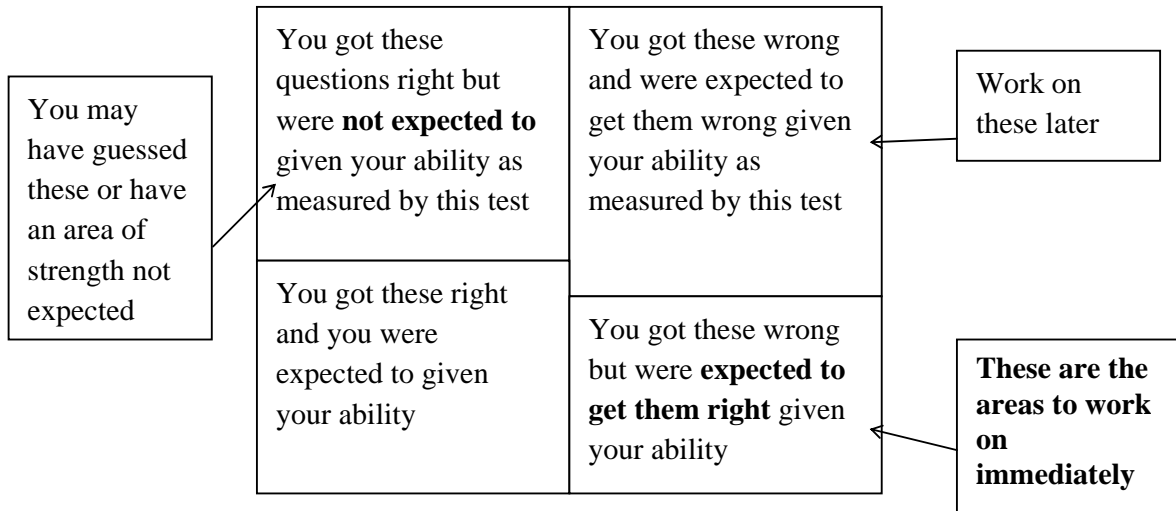 You may
have guessed
these or have
an area of
strength not
expected
You got these
questions right but
were not expected to
given your ability as
measured by this test
You got these wrong
and were expected to
get them wrong given
your ability as
measured by this test
Work on
these later
You got these right
and you were
expected to given
your ability
You got these wrong
but were expected to
get them right given
your ability
These are the
areas to work
on
immediately